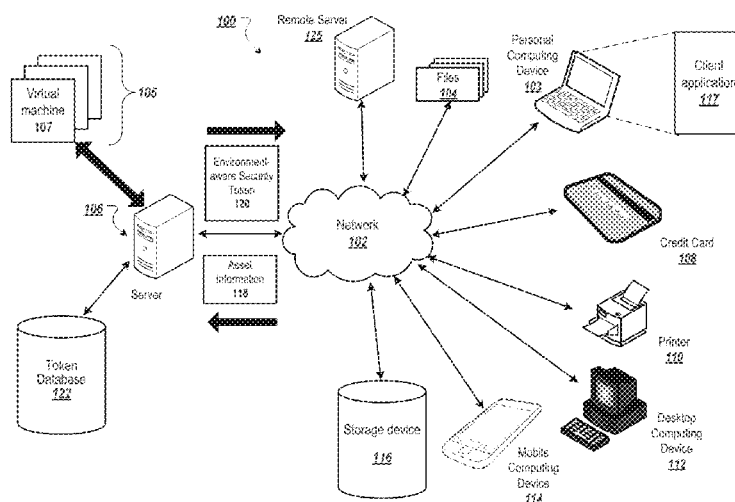 100
Remote Server
125
Files
104
Personal Computing
Device
103
Client
application
117
Virtual
machine
107
105
106
Environment-
aware Security
Token
120
Network
102
Credit Card
108
Server
Asset
Information
118
Printer
110
Token
Database
122
Storage device
116
Mobile
Computing
Device
114
Desktop
Computing
Device
112